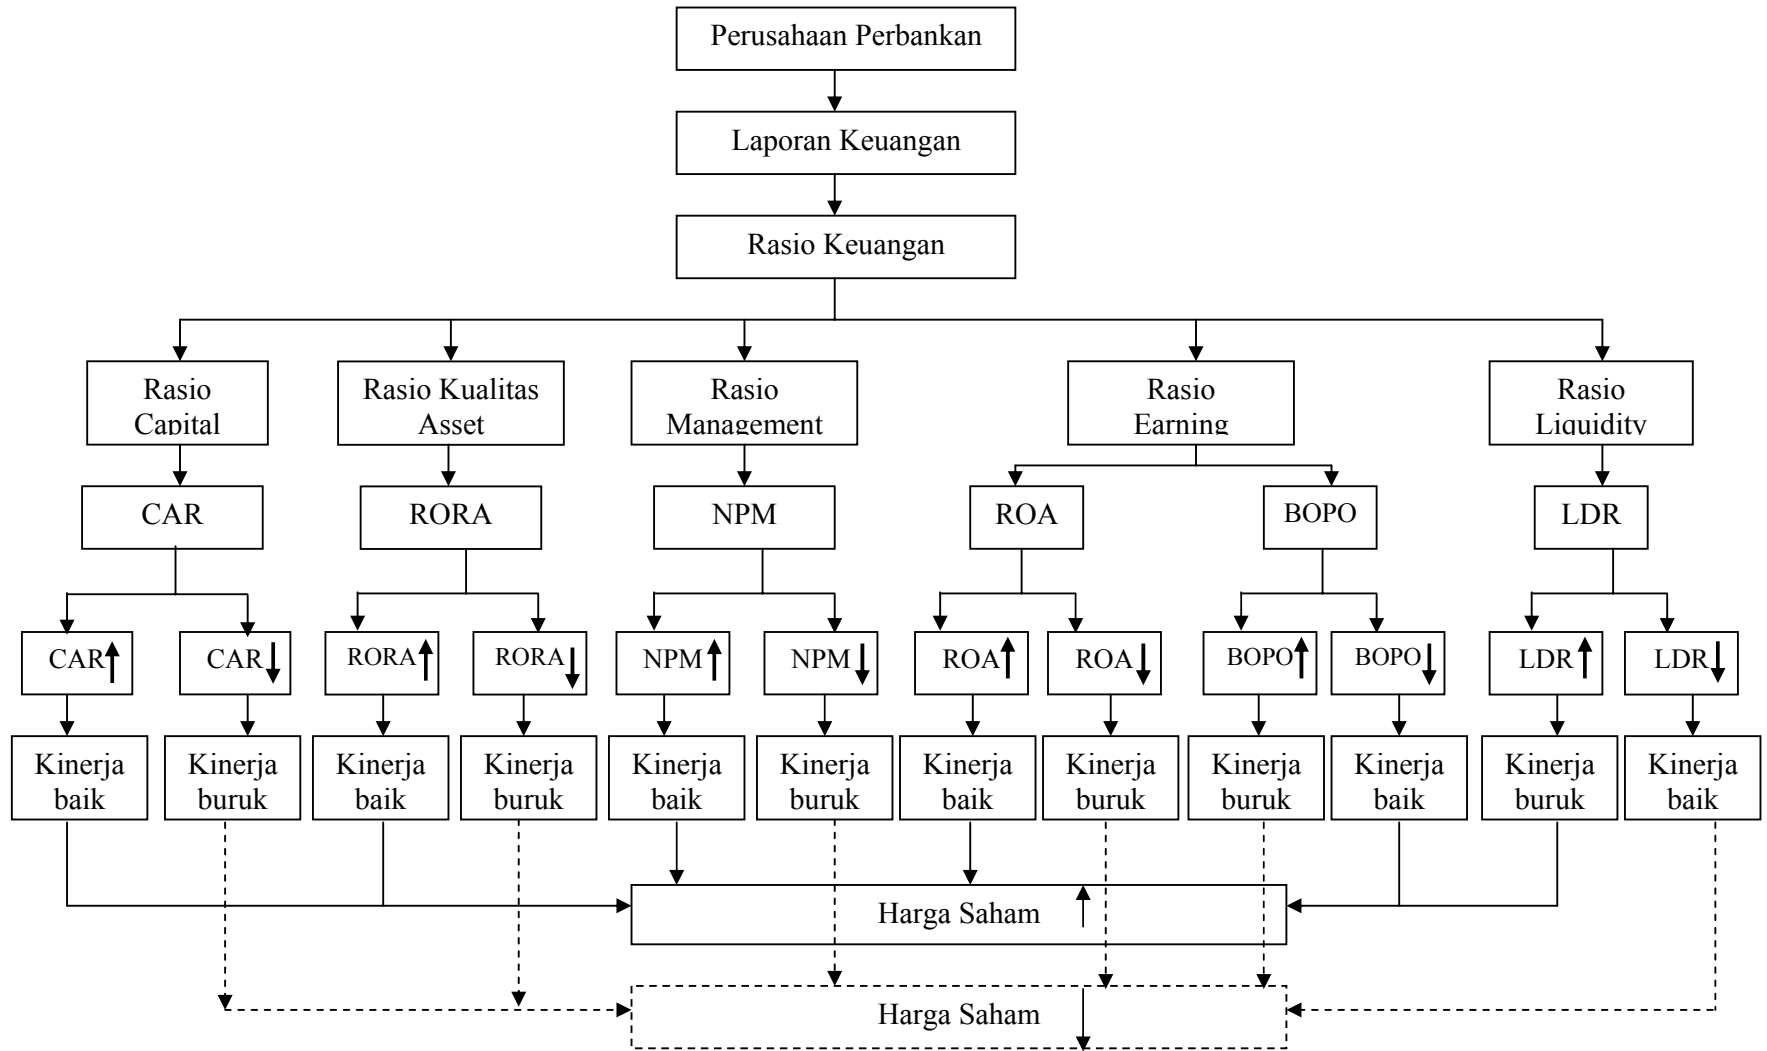 Perusahaan Perbankan
Laporan Keuangan
Rasio Keuangan
Rasio
Capital
Rasio Kualitas
Asset
Rasio
Management
Rasio
Earning
Rasio
Liquidity
CAR
RORA
NPM
ROA
BOPO
LDR
CAR
CAR
RORA
RORA
NPM
NPM
ROA
ROA
BOPO
BOPO
LDR
LDR
Kinerja
baik
Kinerja
buruk
Kinerja
baik
Kinerja
buruk
Kinerja
baik
Kinerja
buruk
Kinerja
baik
Kinerja
buruk
Kinerja
buruk
Kinerja
baik
Kinerja
buruk
Kinerja
baik
Harga Saham
Harga Saham